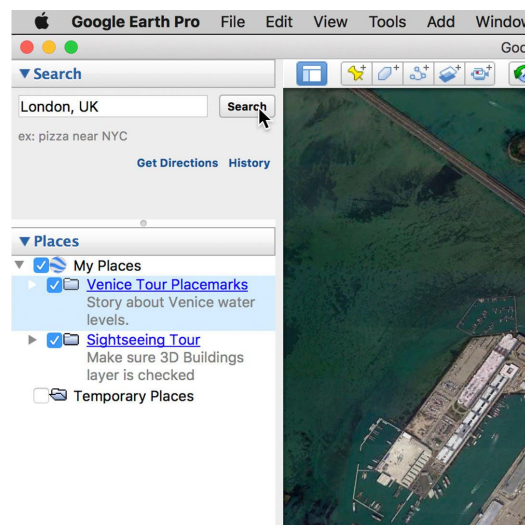 Google Earth Pro File Edit View Tools Add Window
Goo
Search
London, UK Search
ex: pizza near NYC
Get Directions History
Places
My Places
Venice Tour Placemarks
Story about Venice water
levels.
Sightseeing Tour
Make sure 3D Buildings
layer is checked
Temporary Places